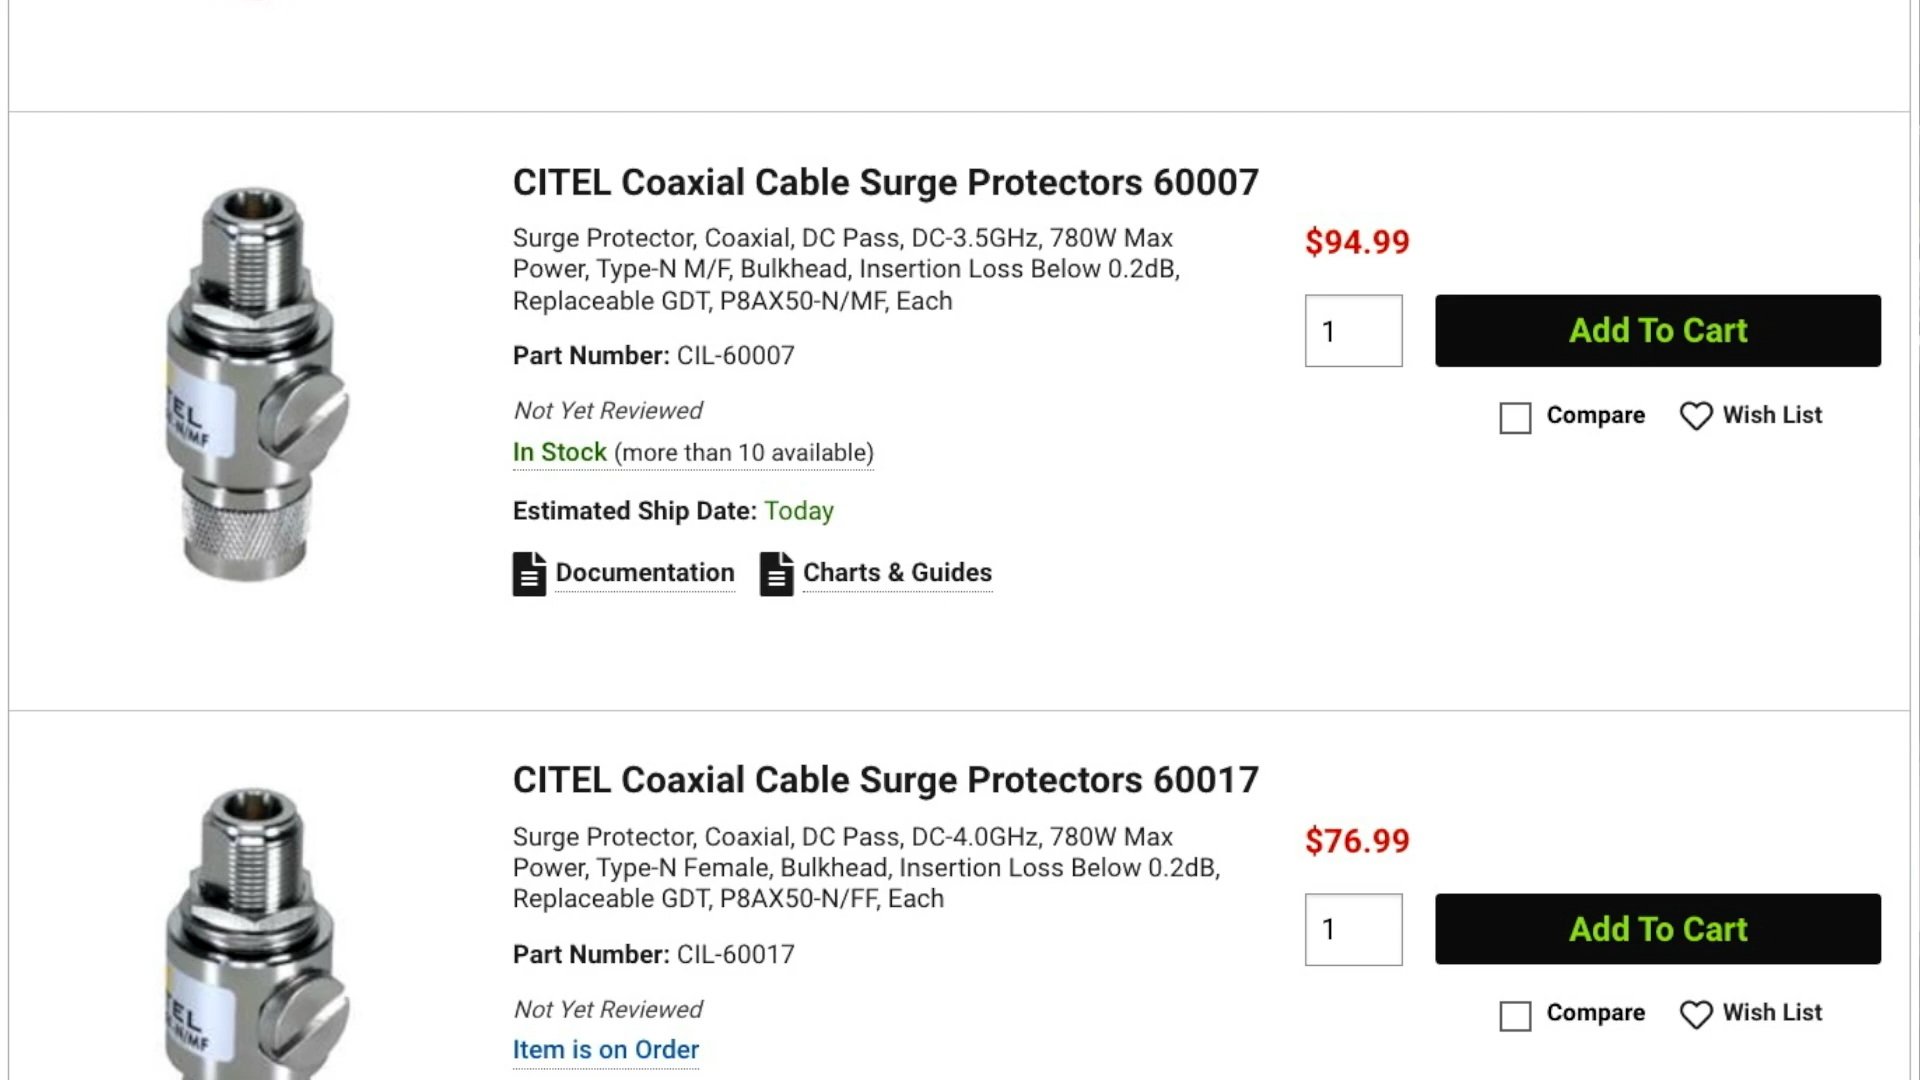 CITEL Coaxial Cable Surge Protectors 60007
Surge Protector, Coaxial, DC Pass, DC-3.5GHz, 780W Max
Power, Type-N M/F, Bulkhead, Insertion Loss Below 0.2dB,
Replaceable GDT, P8AX50-N/MF, Each
Part Number: CIL-60007
Not Yet Reviewed
In Stock (more than 10 available)
Estimated Ship Date: Today
Documentation
Charts & Guides
$94.99
1
Add To Cart
Compare
Wish List
TEL
N/MF
CITEL Coaxial Cable Surge Protectors 60017
Surge Protector, Coaxial, DC Pass, DC-4.0GHz, 780W Max
Power, Type-N Female, Bulkhead, Insertion Loss Below 0.2dB,
Replaceable GDT, P8AX50-N/FF, Each
Part Number: CIL-60017
Not Yet Reviewed
Item is on Order
$76.99
1
Add To Cart
Compare
Wish List
TEL
N/MF